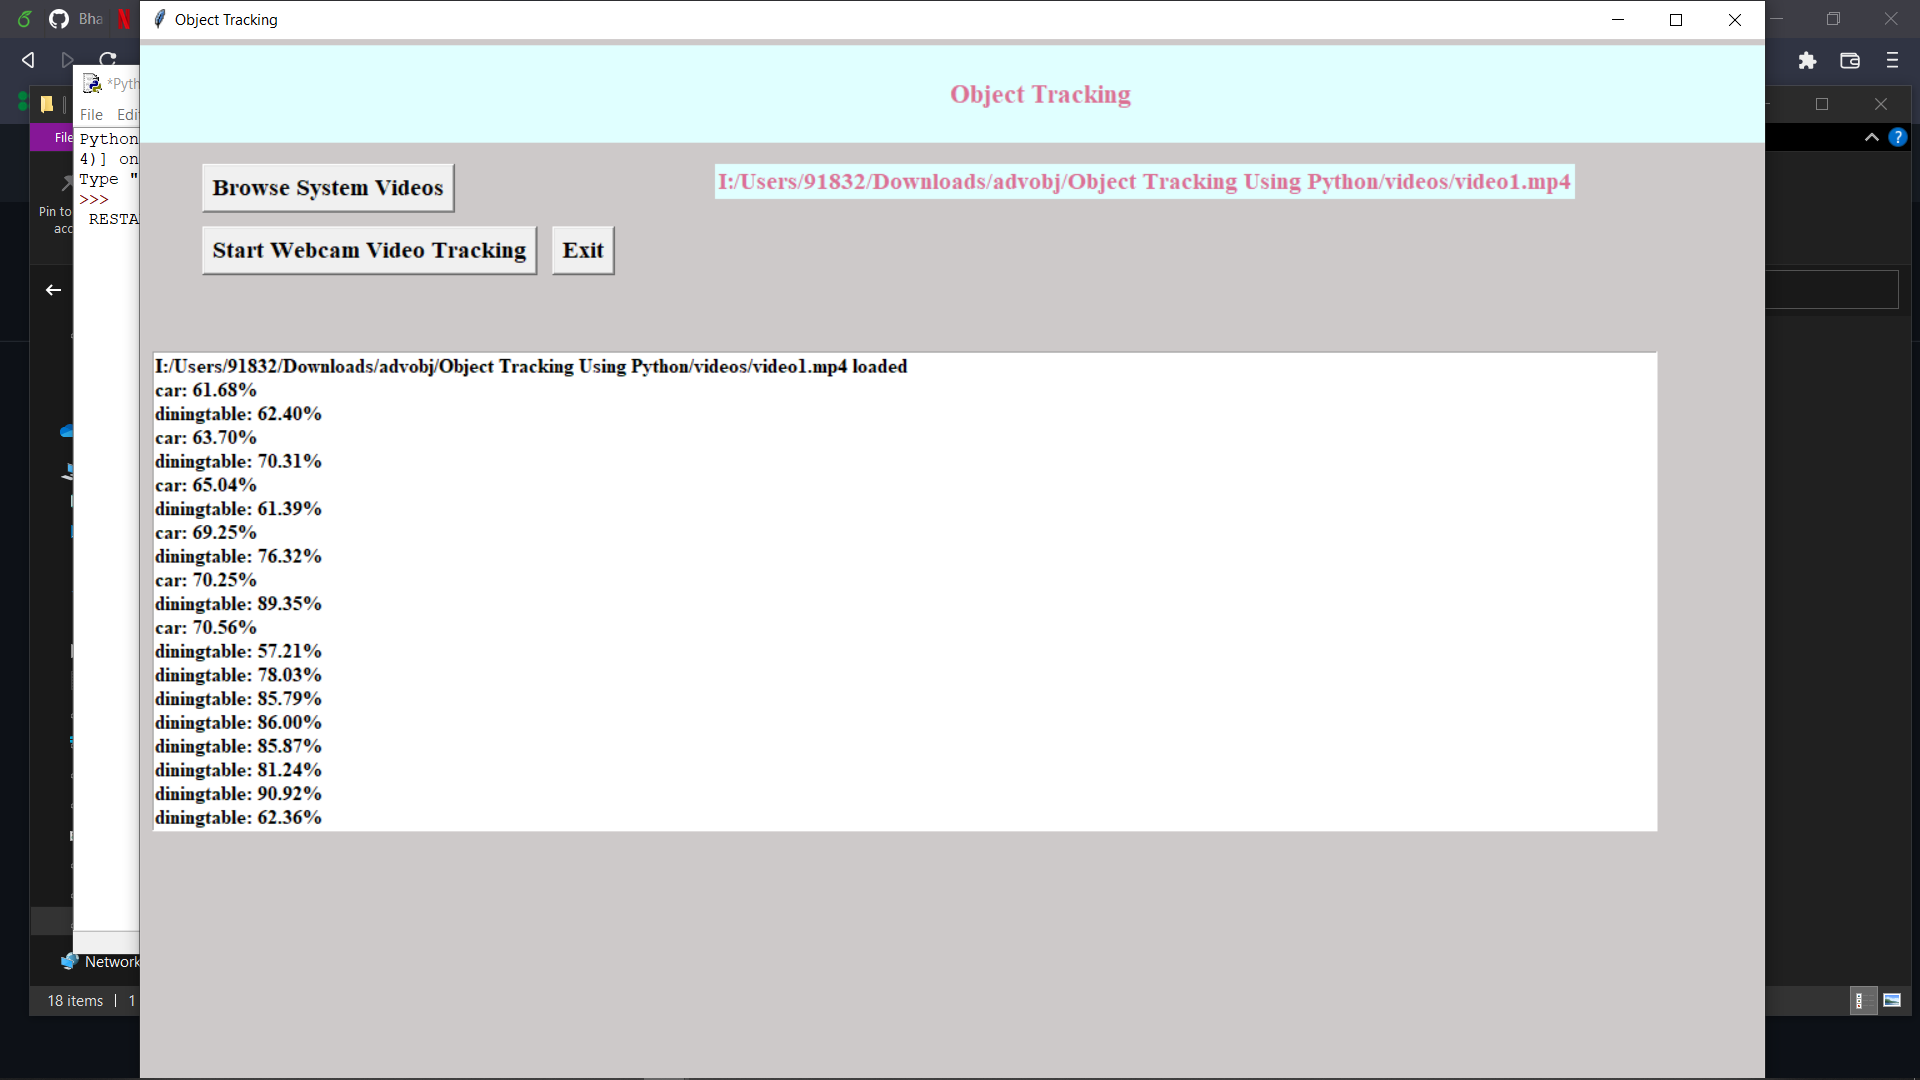 Bha
Object Tracking
*Pyth
File Edi
File
Python
4)] on
Type "
>>>
RESTA
Pin to
acc
Object Tracking
Browse System Videos
I:/Users/91832/Downloads/advobj/Object Tracking Using Python/videos/video1.mp4
Start Webcam Video Tracking
Exit
I:/Users/91832/Downloads/advobj/Object Tracking Using Python/videos/video1.mp4 loaded
car: 61.68%
diningtable: 62.40%
car: 63.70%
diningtable: 70.31%
car: 65.04%
diningtable: 61.39%
car: 69.25%
diningtable: 76.32%
car: 70.25%
diningtable: 89.35%
car: 70.56%
diningtable: 57.21%
diningtable: 78.03%
diningtable: 85.79%
diningtable: 86.00%
diningtable: 85.87%
diningtable: 81.24%
diningtable: 90.92%
diningtable: 62.36%
Network
18 items 1